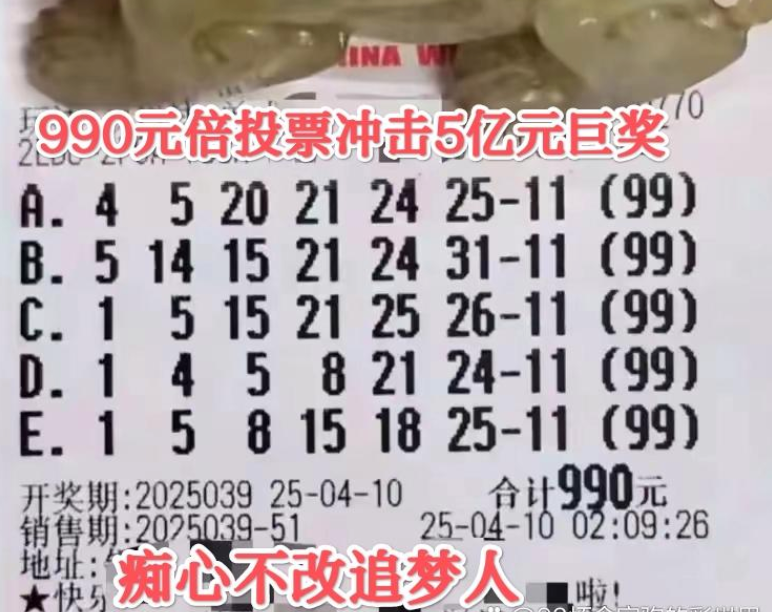 INA W
770
990元倍投票冲击5亿元巨奖
A. 4 5 20 21 24 25-11 (99)
B. 5 14 15 21 24 31-11 (99)
C. 1 5 15 21 25 26-11 (99)
D. 1 4 5 8 21 24-11 (99)
E. 1 5 8 15 18 25-11 (99)
开奖期:2025039 25-04-10 合计990元
销售期:2025039-51 25-04-10 02:09:26
地址:
痴心不改追梦人
★快乐 啦!